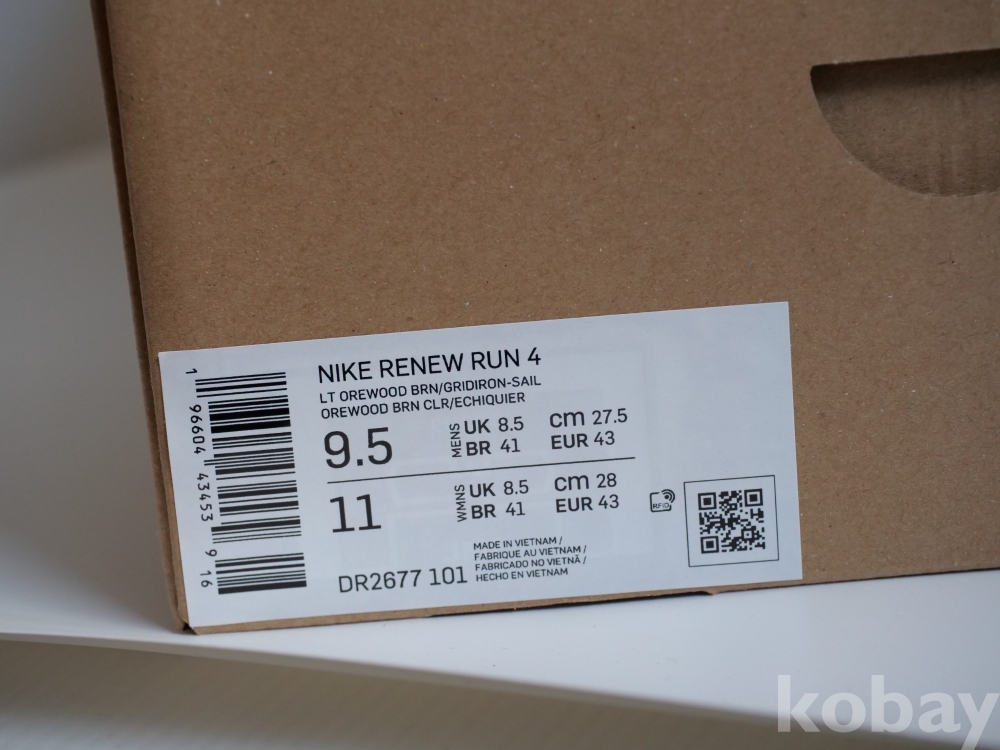 NIKE RENEW RUN 4
LT OREWOOD BRN/GRIDIRON-SAIL
OREWOOD BRN CLR/ECHIQUIER
9.5 MENS UK 8.5 cm 27.5
BR 41 EUR 43
11 WMNS UK 8.5 cm 28
BR 41 EUR 43
RFID
MADE IN VIETNAM /
FABRIQUE AU VIETNAM /
FABRICADO NO VIETNÃ /
HECHO EN VIETNAM
DR2677 101
1 96604 43453 9 16
kobay